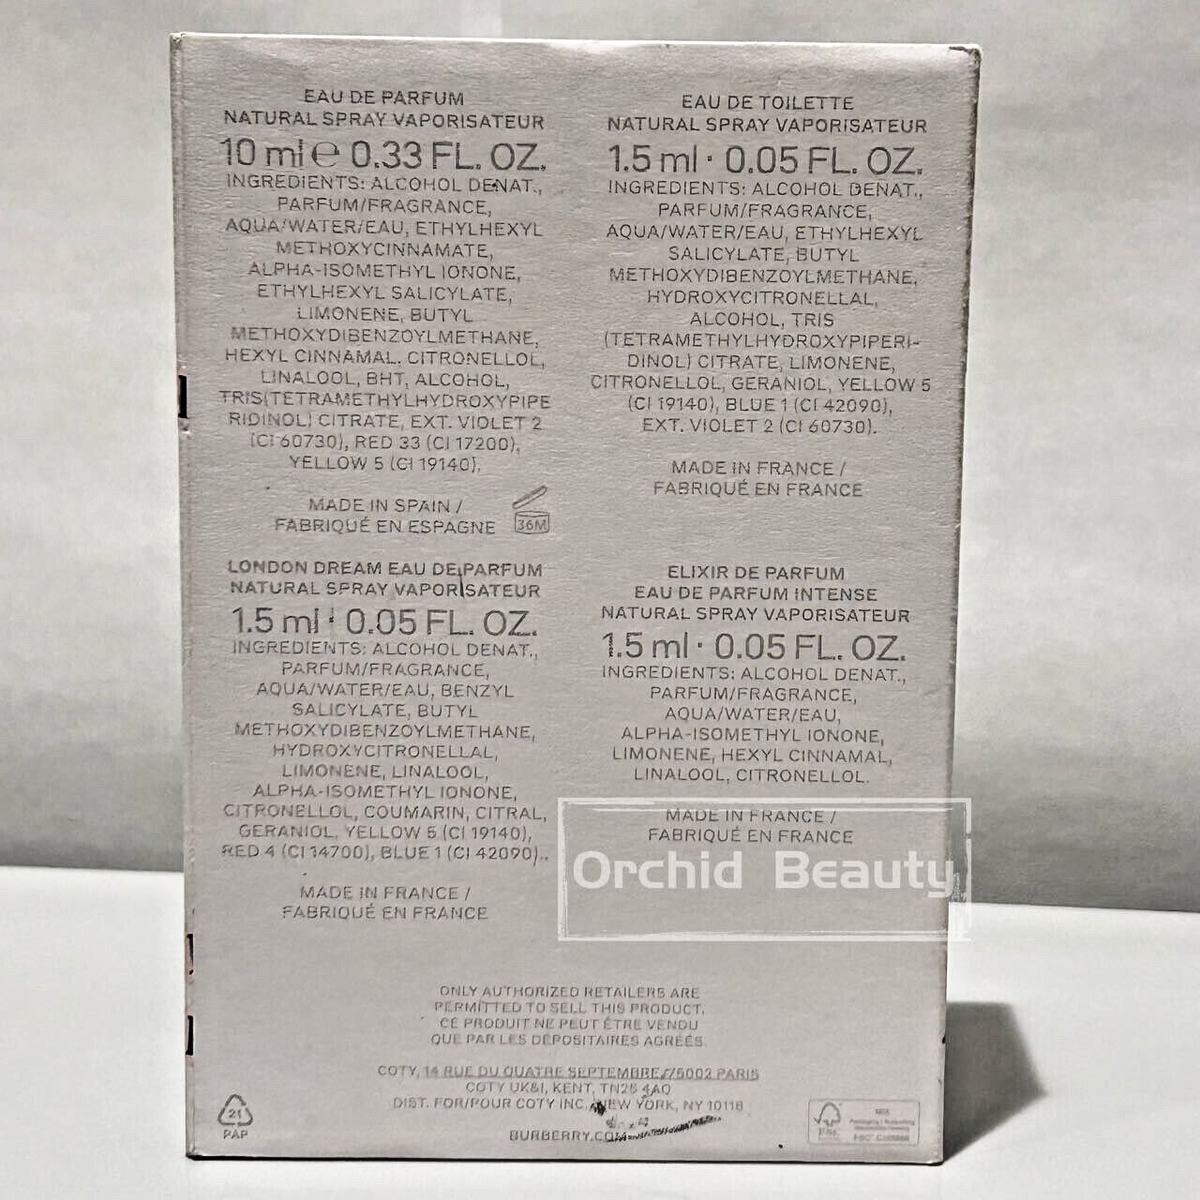 EAU DE PARFUM
NATURAL SPRAY VAPORISATEUR
10 ml ℮ 0.33 FL. OZ.
INGREDIENTS: ALCOHOL DENAT.,
PARFUM/FRAGRANCE,
AQUA/WATER/EAU, ETHYLHEXYL
METHOXYCINNAMATE,
ALPHA-ISOMETHYL IONONE,
ETHYLHEXYL SALICYLATE,
LIMONENE, BUTYL
METHOXYDIBENZOYLMETHANE,
HEXYL CINNAMAL. CITRONELLOL,
LINALOOL, BHT, ALCOHOL,
TRIS(TETRAMETHYLHYDROXYPIPE
RIDINOL) CITRATE, EXT. VIOLET 2
(CI 60730), RED 33 (CI 17200),
YELLOW 5 (CI 19140).
MADE IN SPAIN /
FABRIQUÉ EN ESPAGNE
36M
EAU DE TOILETTE
NATURAL SPRAY VAPORISATEUR
1.5 ml · 0.05 FL. OZ.
INGREDIENTS: ALCOHOL DENAT.,
PARFUM/FRAGRANCE,
AQUA/WATER/EAU, ETHYLHEXYL
SALICYLATE, BUTYL
METHOXYDIBENZOYLMETHANE,
HYDROXYCITRONELLAL,
ALCOHOL, TRIS
(TETRAMETHYLHYDROXYPIPERI-
DINOL) CITRATE, LIMONENE,
CITRONELLOL, GERANIOL, YELLOW 5
(CI 19140), BLUE 1 (CI 42090),
EXT. VIOLET 2 (CI 60730).
MADE IN FRANCE /
FABRIQUÉ EN FRANCE
LONDON DREAM EAU DE PARFUM
NATURAL SPRAY VAPORISATEUR
1.5 ml · 0.05 FL. OZ.
INGREDIENTS: ALCOHOL DENAT.,
PARFUM/FRAGRANCE,
AQUA/WATER/EAU, BENZYL
SALICYLATE, BUTYL
METHOXYDIBENZOYLMETHANE,
HYDROXYCITRONELLAL,
LIMONENE, LINALOOL,
ALPHA-ISOMETHYL IONONE,
CITRONELLOL, COUMARIN, CITRAL,
GERANIOL, YELLOW 5 (CI 19140),
RED 4 (CI 14700), BLUE 1 (CI 42090).
MADE IN FRANCE /
FABRIQUÉ EN FRANCE
ELIXIR DE PARFUM
EAU DE PARFUM INTENSE
NATURAL SPRAY VAPORISATEUR
1.5 ml · 0.05 FL. OZ.
INGREDIENTS: ALCOHOL DENAT.,
PARFUM/FRAGRANCE,
AQUA/WATER/EAU,
ALPHA-ISOMETHYL IONONE,
LIMONENE, HEXYL CINNAMAL,
LINALOOL, CITRONELLOL.
MADE IN FRANCE /
FABRIQUÉ EN FRANCE
Orchid Beauty
ONLY AUTHORIZED RETAILERS ARE
PERMITTED TO SELL THIS PRODUCT.
CE PRODUIT NE PEUT ÊTRE VENDU
QUE PAR LES DÉPOSITAIRES AGRÉÉS.
COTY, 14 RUE DU QUATRE SEPTEMBRE, 75002 PARIS
COTY UK&I, KENT, TN25 4AQ
DIST. FOR/POUR COTY INC., NEW YORK, NY 10118
BURBERRY.COM
21
PAP
FSC
MIX